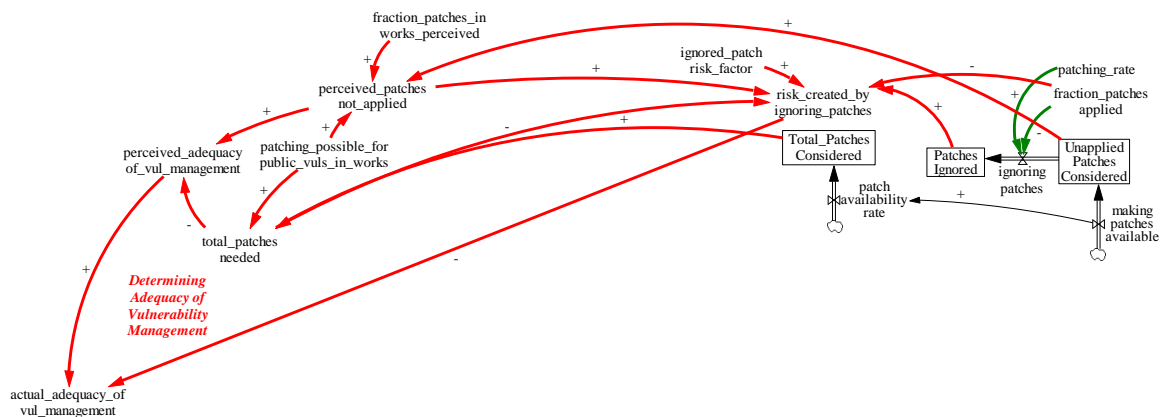 fraction_patches_in
works_perceived
+
+
ignored_patch
risk_factor
+
-
patching_rate
+
+
perceived_patches
not_applied
risk_created_by
ignoring_patches
fraction_patches
applied
+
+
+
-
+
-
patching_possible_for
public_vuls_in_works
perceived_adequacy
of_vul_management
Total_Patches
Considered
Patches
Ignored
ignoring
patches
Unapplied
Patches
Considered
+
-
patch
availability
rate
+
making
patches
available
total_patches
needed
+
Determining
Adequacy of
Vulnerability
Management
-
actual_adequacy_of
vul_management